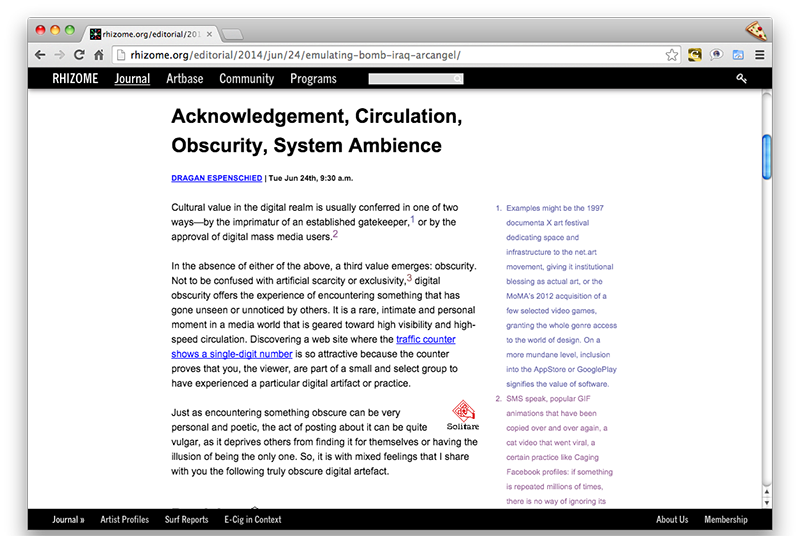 rhizome.org/editorial/201
rhizome.org/editorial/2014/jun/24/emulating-bomb-iraq-arcangel/
RHIZOME Journal Artbase Community Programs
Acknowledgement, Circulation,
Obscurity, System Ambience
DRAGAN ESPENSCHIED | Tue Jun 24th, 9:30 a.m.
Cultural value in the digital realm is usually conferred in one of two
ways—by the imprimatur of an established gatekeeper,1 or by the
approval of digital mass media users.2
In the absence of either of the above, a third value emerges: obscurity.
Not to be confused with artificial scarcity or exclusivity,3 digital
obscurity offers the experience of encountering something that has
gone unseen or unnoticed by others. It is a rare, intimate and personal
moment in a media world that is geared toward high visibility and high-
speed circulation. Discovering a web site where the traffic counter
shows a single-digit number is so attractive because the counter
proves that you, the viewer, are part of a small and select group to
have experienced a particular digital artifact or practice.
Just as encountering something obscure can be very
personal and poetic, the act of posting about it can be quite
vulgar, as it deprives others from finding it for themselves or having the
illusion of being the only one. So, it is with mixed feelings that I share
with you the following truly obscure digital artefact.
Solitare
1. Examples might be the 1997
documenta X art festival
dedicating space and
infrastructure to the net.art
movement, giving it institutional
blessing as actual art, or the
MoMA's 2012 acquisition of a
few selected video games,
granting the whole genre access
to the world of design. On a
more mundane level, inclusion
into the AppStore or GooglePlay
signifies the value of software.
2. SMS speak, popular GIF
animations that have been
copied over and over again, a
cat video that went viral, a
certain practice like Caging
Facebook profiles: if something
is repeated millions of times,
there is no way of ignoring its
Journal » Artist Profiles Surf Reports E-Cig in Context About Us Membership